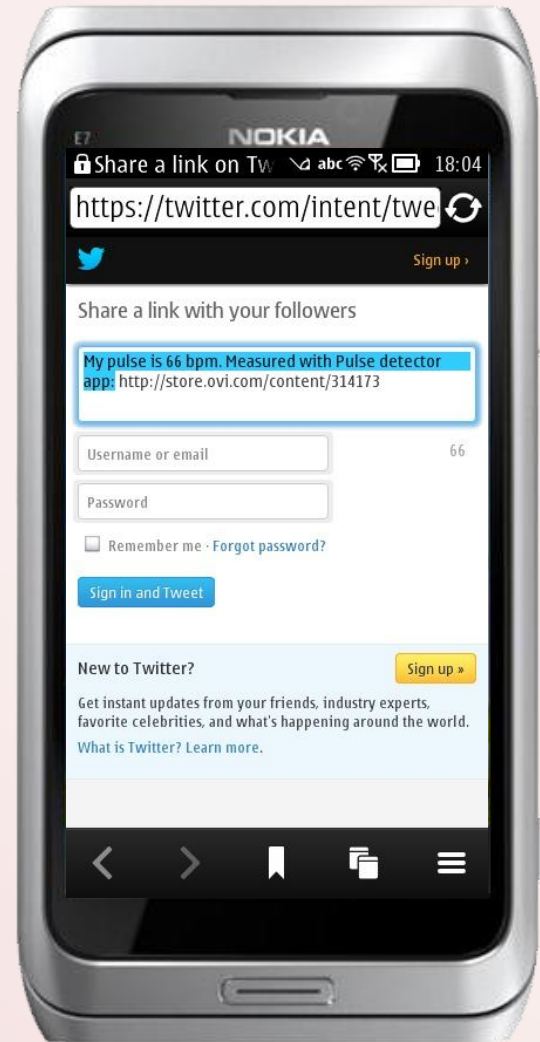 E7
NOKIA
Share a link on Tw abc 18:04
https://twitter.com/intent/twe
Sign up ›
Share a link with your followers
My pulse is 66 bpm. Measured with Pulse detector
app: http://store.ovi.com/content/314173
Username or email 66
Password
Remember me · Forgot password?
Sign in and Tweet
New to Twitter? Sign up »
Get instant updates from your friends, industry experts,
favorite celebrities, and what's happening around the world.
What is Twitter? Learn more.